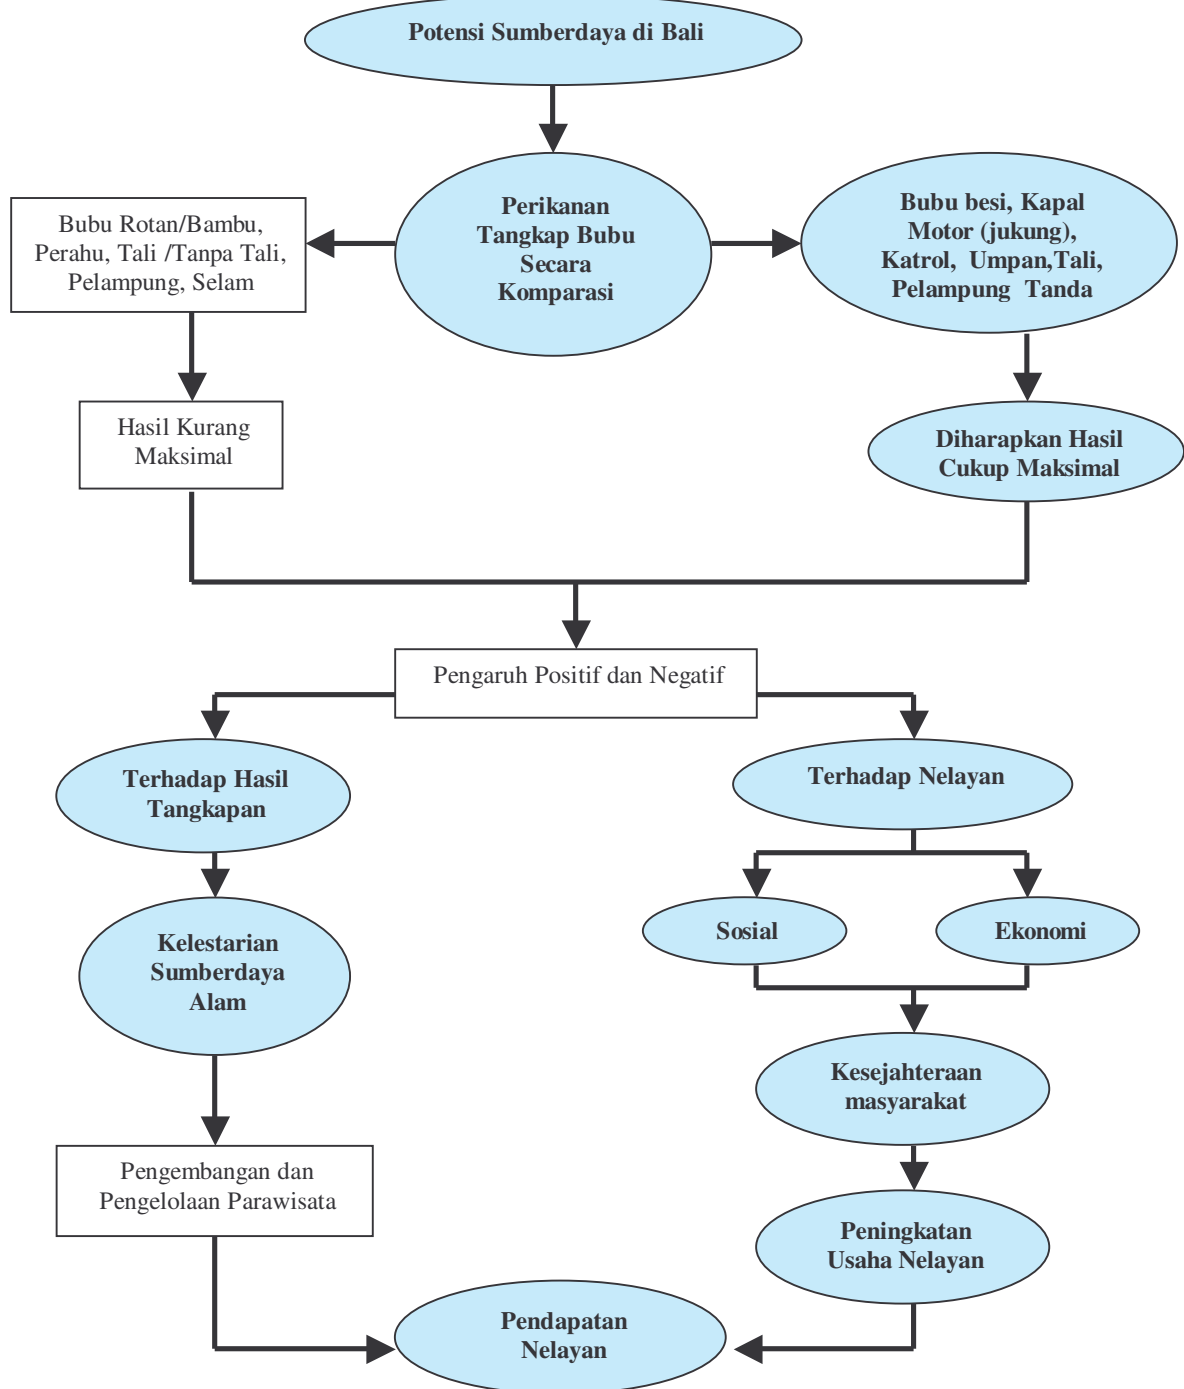 Potensi Sumberdaya di Bali
Perikanan
Tangkap Bubu
Secara
Komparasi
Bubu Rotan/Bambu,
Perahu, Tali /Tanpa Tali,
Pelampung, Selam
Bubu besi, Kapal
Motor (jukung),
Katrol, Umpan,Tali,
Pelampung Tanda
Hasil Kurang
Maksimal
Diharapkan Hasil
Cukup Maksimal
Pengaruh Positif dan Negatif
Terhadap Hasil
Tangkapan
Terhadap Nelayan
Kelestarian
Sumberdaya
Alam
Sosial
Ekonomi
Kesejahteraan
masyarakat
Pengembangan dan
Pengelolaan Parawisata
Peningkatan
Usaha Nelayan
Pendapatan
Nelayan